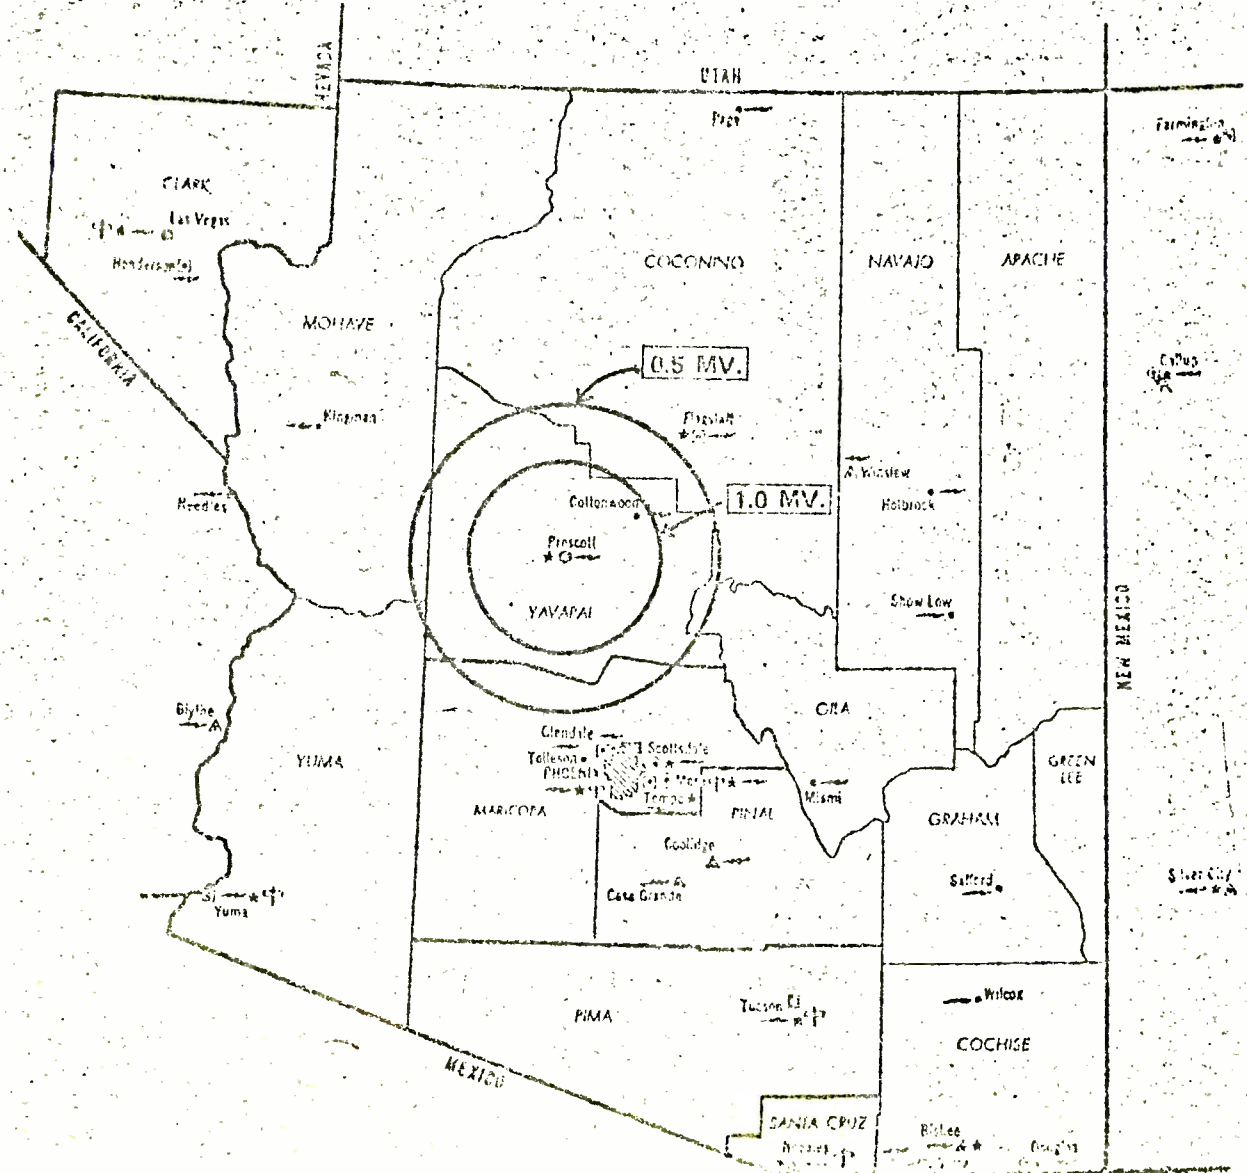 NEVADA
UTAH
Page
Farmington
CLARK
Las Vegas
Henderson
COCONINO
NAVAJO
APACHE
CALIFORNIA
MOHAVE
0.5 MV.
Gallup
Kingman
Flagstaff
Winslow
Needles
Cottonwood
1.0 MV.
Holbrook
Prescott
YAVAPAI
Show Low
NEW MEXICO
Blythe
GILA
Glendale
Scottsdale
Tolleson
YUMA
PHOENIX
Mesa
GREEN
LEE
Tempe
Miami
MARICOPA
PINAL
GRAHAM
Coolidge
Safford
Silver City
Casa Grande
Yuma
Wilcox
Tucson
PIMA
COCHISE
MEXICO
SANTA CRUZ
Bisbee
Douglas
Nogales